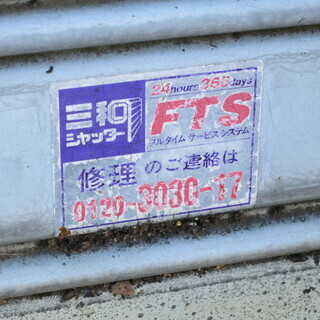 三和
シャッター
24hours 365days
FTS
フルタイム サービス システム
修理のご連絡は
0120-3030-17